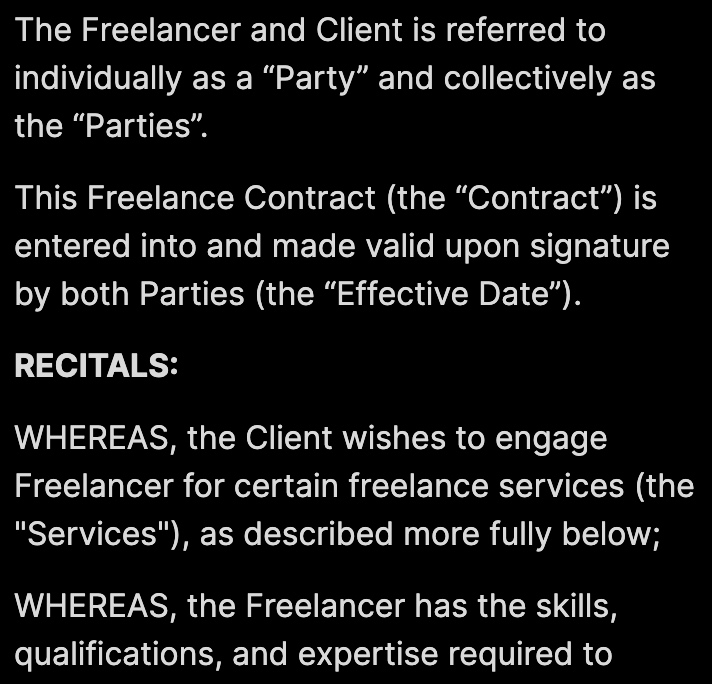 The Freelancer and Client is referred to
individually as a “Party” and collectively as
the “Parties”.
This Freelance Contract (the “Contract”) is
entered into and made valid upon signature
by both Parties (the “Effective Date”).
RECITALS:
WHEREAS, the Client wishes to engage
Freelancer for certain freelance services (the
"Services"), as described more fully below;
WHEREAS, the Freelancer has the skills,
qualifications, and expertise required to